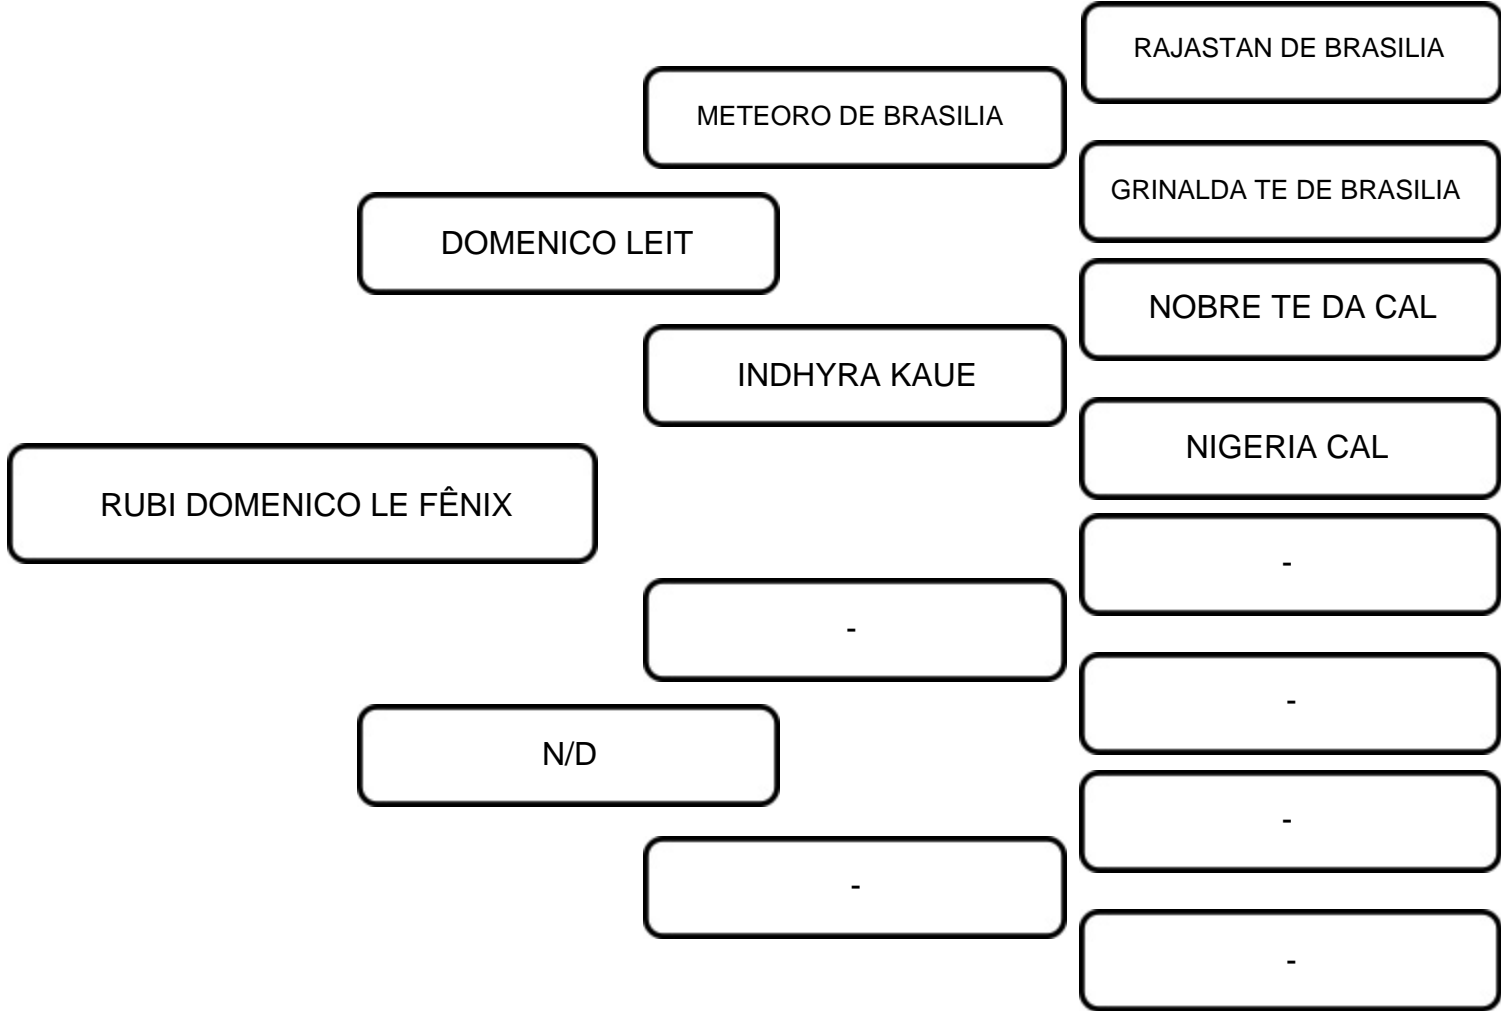 RAJASTAN DE BRASILIA
METEORO DE BRASILIA
GRINALDA TE DE BRASILIA
DOMENICO LEIT
NOBRE TE DA CAL
INDHYRA KAUE
NIGERIA CAL
RUBI DOMENICO LE FÊNIX
-
-
-
N/D
-
-
-